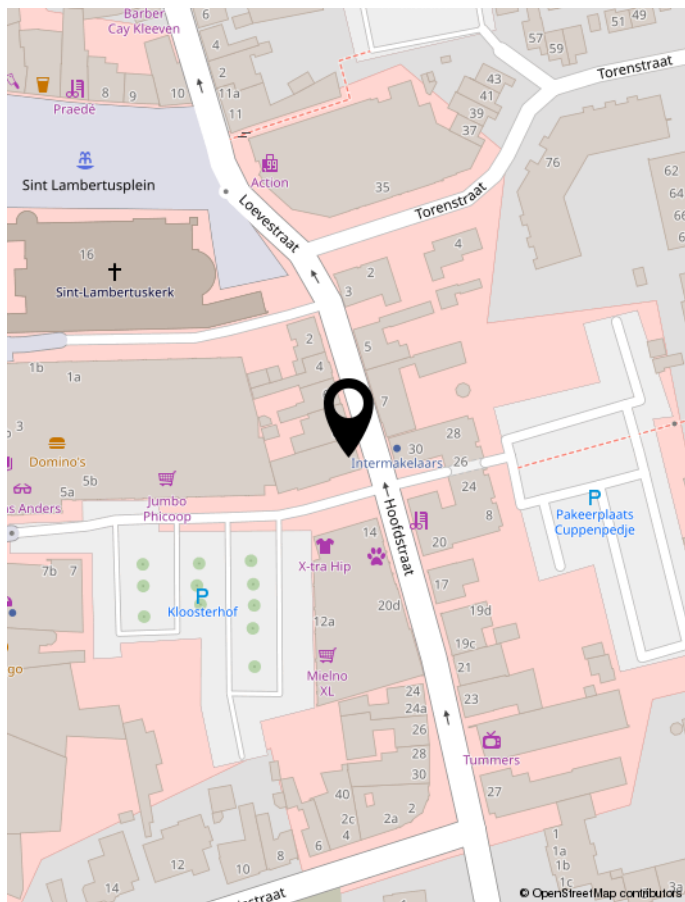 Barber
Cay Kleeven
6
4
2
11a
11
Praedè
8
9
10
57
59
51
49
Torenstraat
43
41
39
37
Sint Lambertusplein
Action
35
76
62
64
66
Loevestraat
Torenstraat
16
Sint-Lambertuskerk
4
2
3
2
4
5
1b
1a
7
3
Domino's
30
28
Intermakelaars
26
5b
5a
Jumbo
Phicoop
24
8
Pakeerplaats
Cuppenpedje
Hoofdstraat
14
20
X-tra Hip
7b
7
17
Kloosterhof
20d
12a
19d
19c
Mielno
XL
21
24
24a
23
26
28
Tummers
30
27
40
2c
2a
2
4
6
8
10
12
14
1
1a
1b
1c
3a
© OpenStreetMap contributors